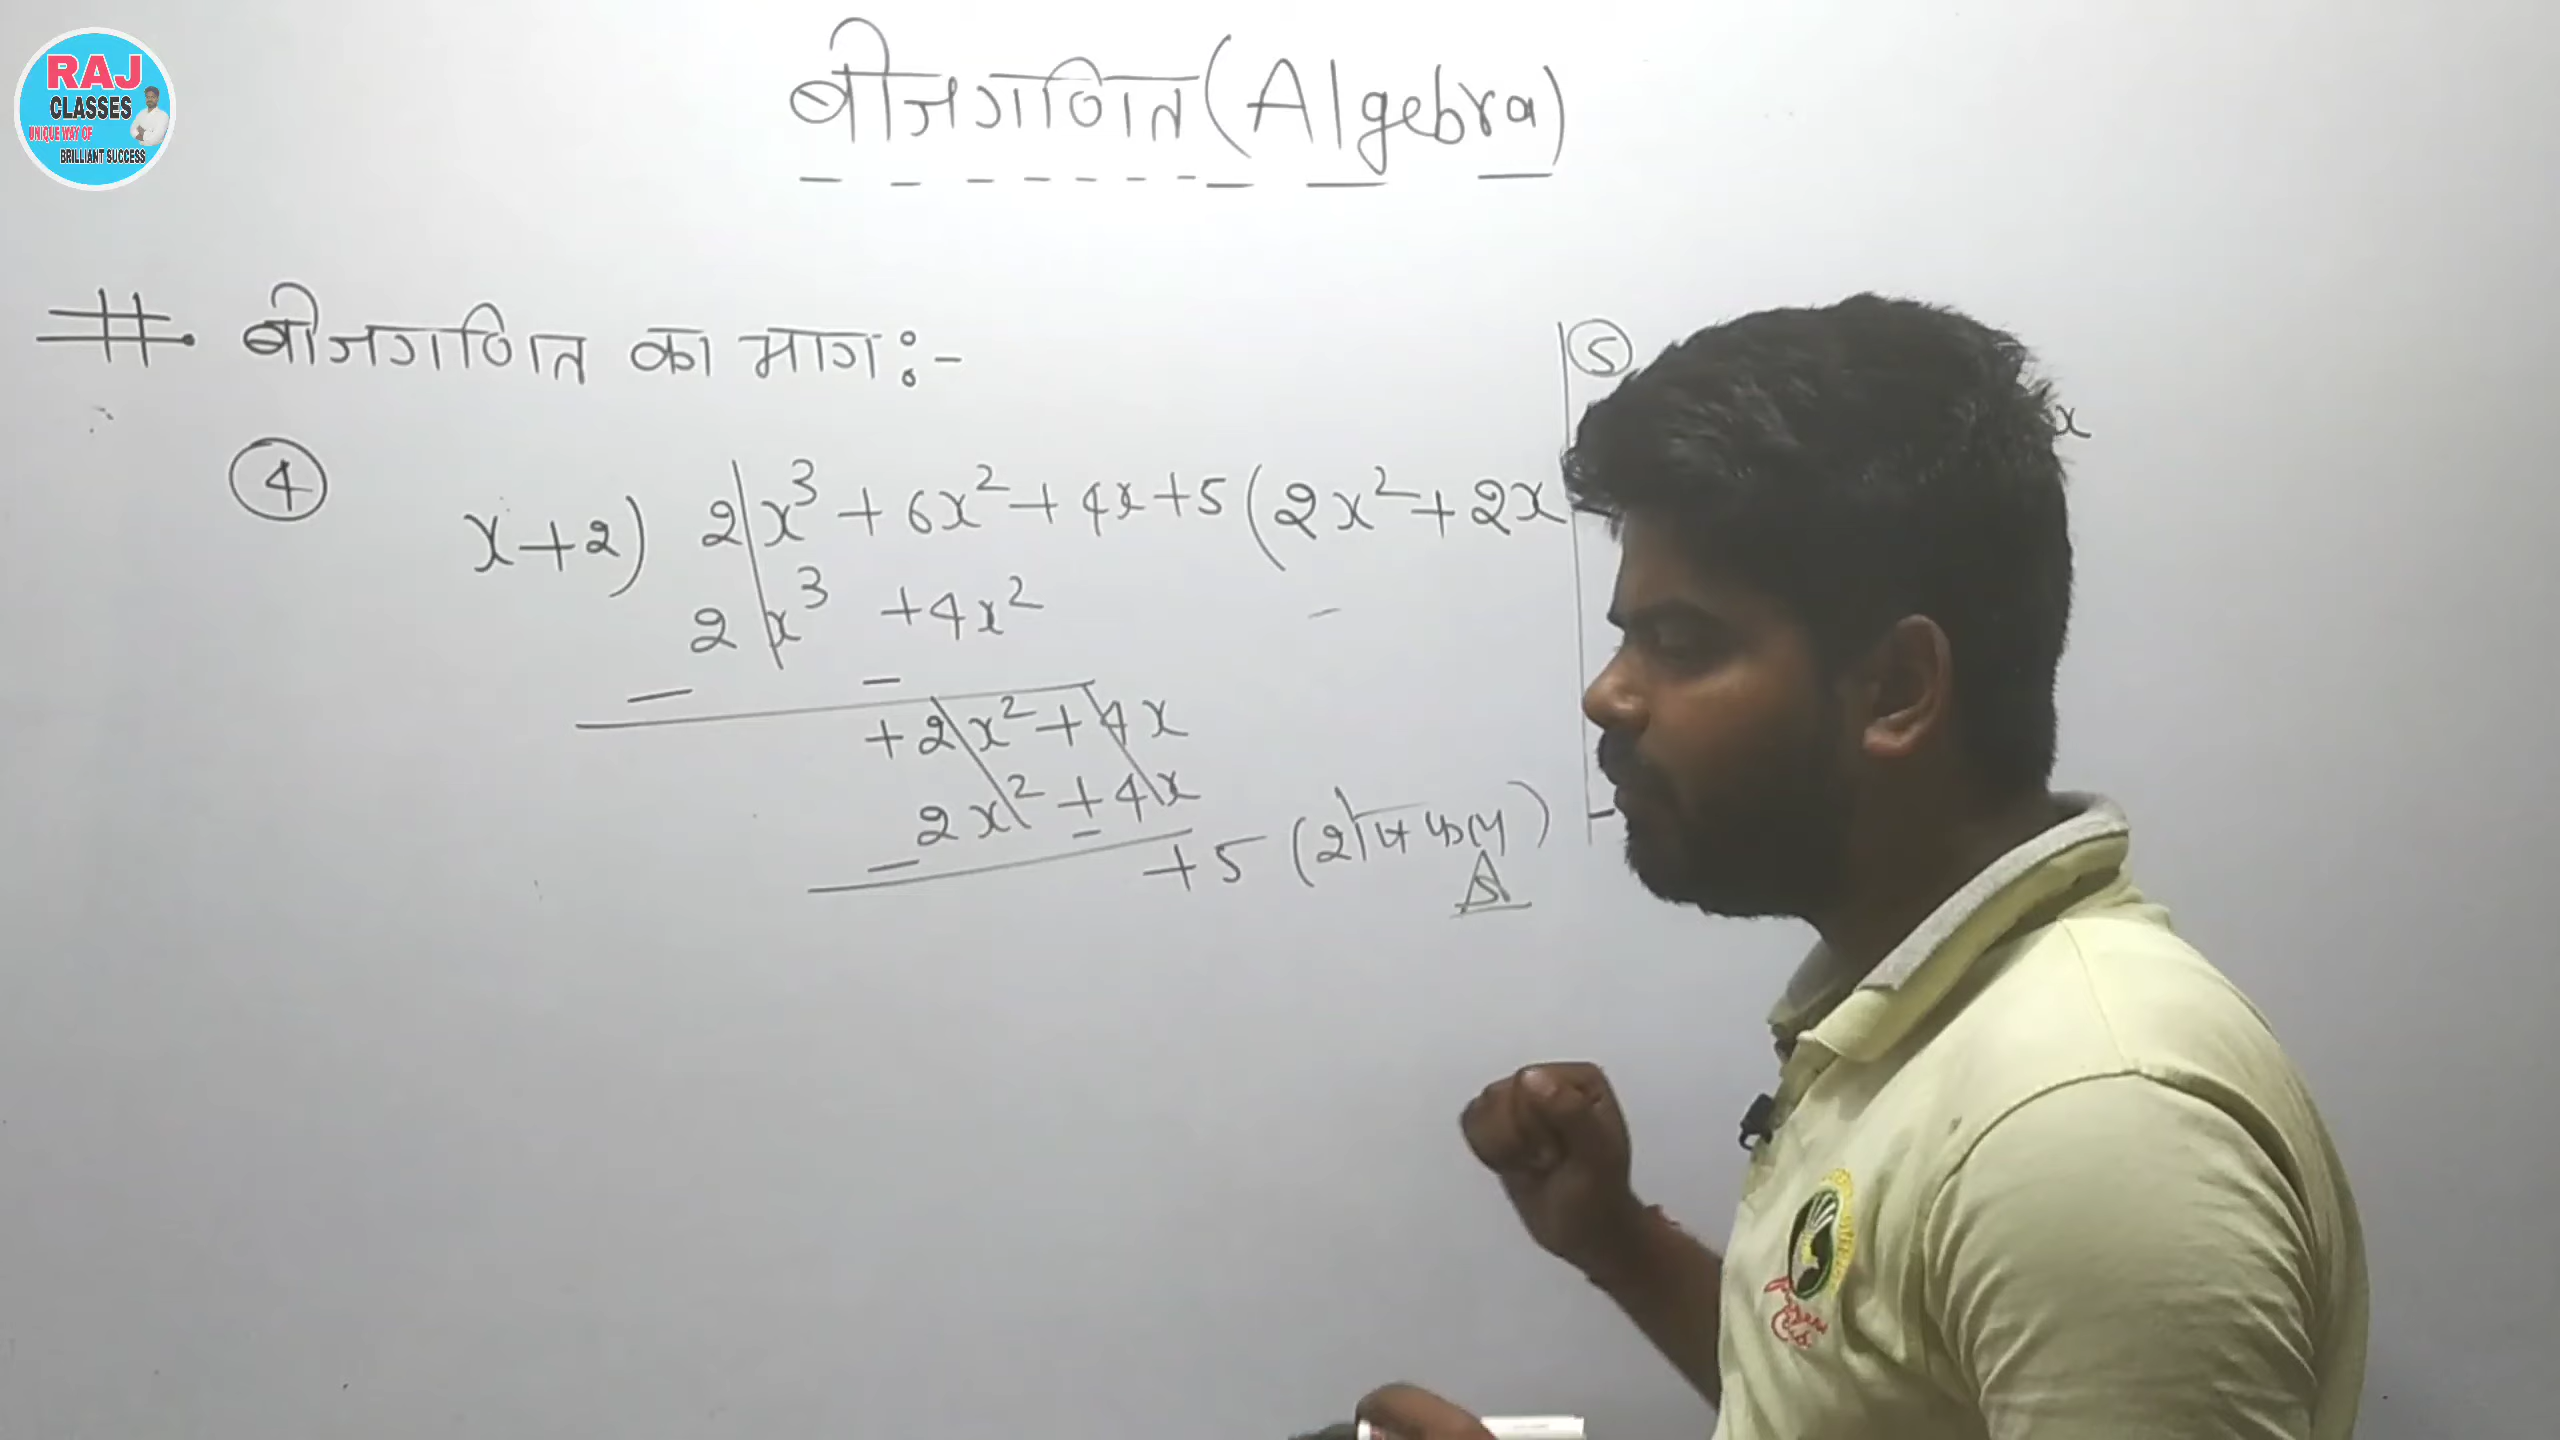 RAJ
CLASSES
UNIQUE WAY OF
BRILLIANT SUCCESS
बीजगणित (Algebra)
#. बीजगणित का भाग :-
④
x+2) 2x³ + 6x² + 4x + 5 (2x² + 2x
2x³ + 4x²
− −
+ 2x² + 4x
2x² + 4x
− −
+ 5 (शेषफल)
⑤
x